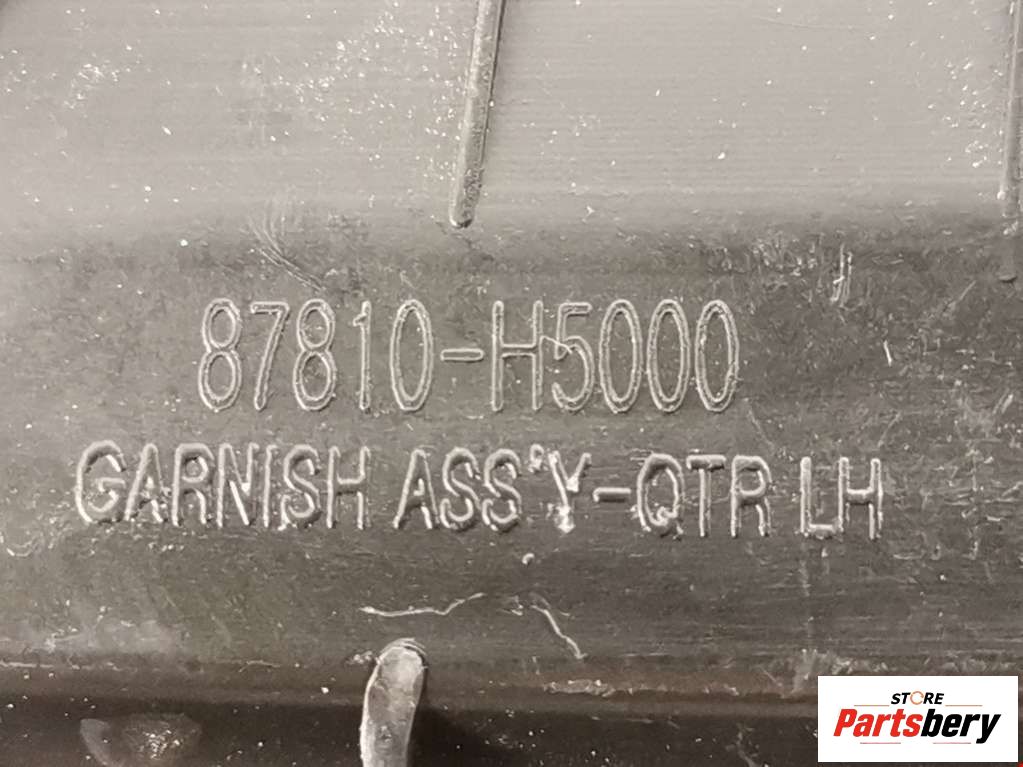 87810-H5000
GARNISH ASS'Y-QTR LH
STORE
Partsbery